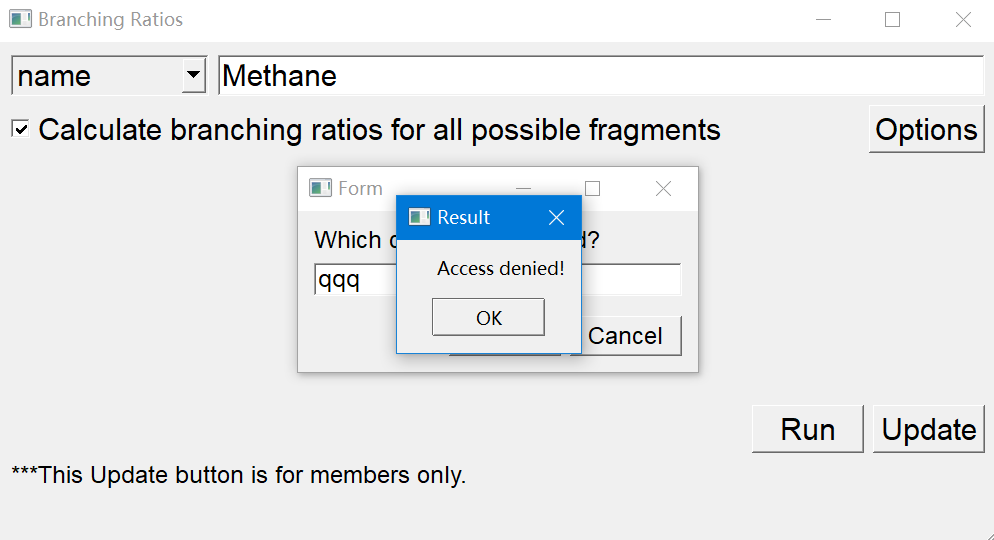 Branching Ratios
name
Methane
Calculate branching ratios for all possible fragments
Options
Form
Result
Which
?
Access denied!
qqq
OK
Cancel
Run
Update
***This Update button is for members only.